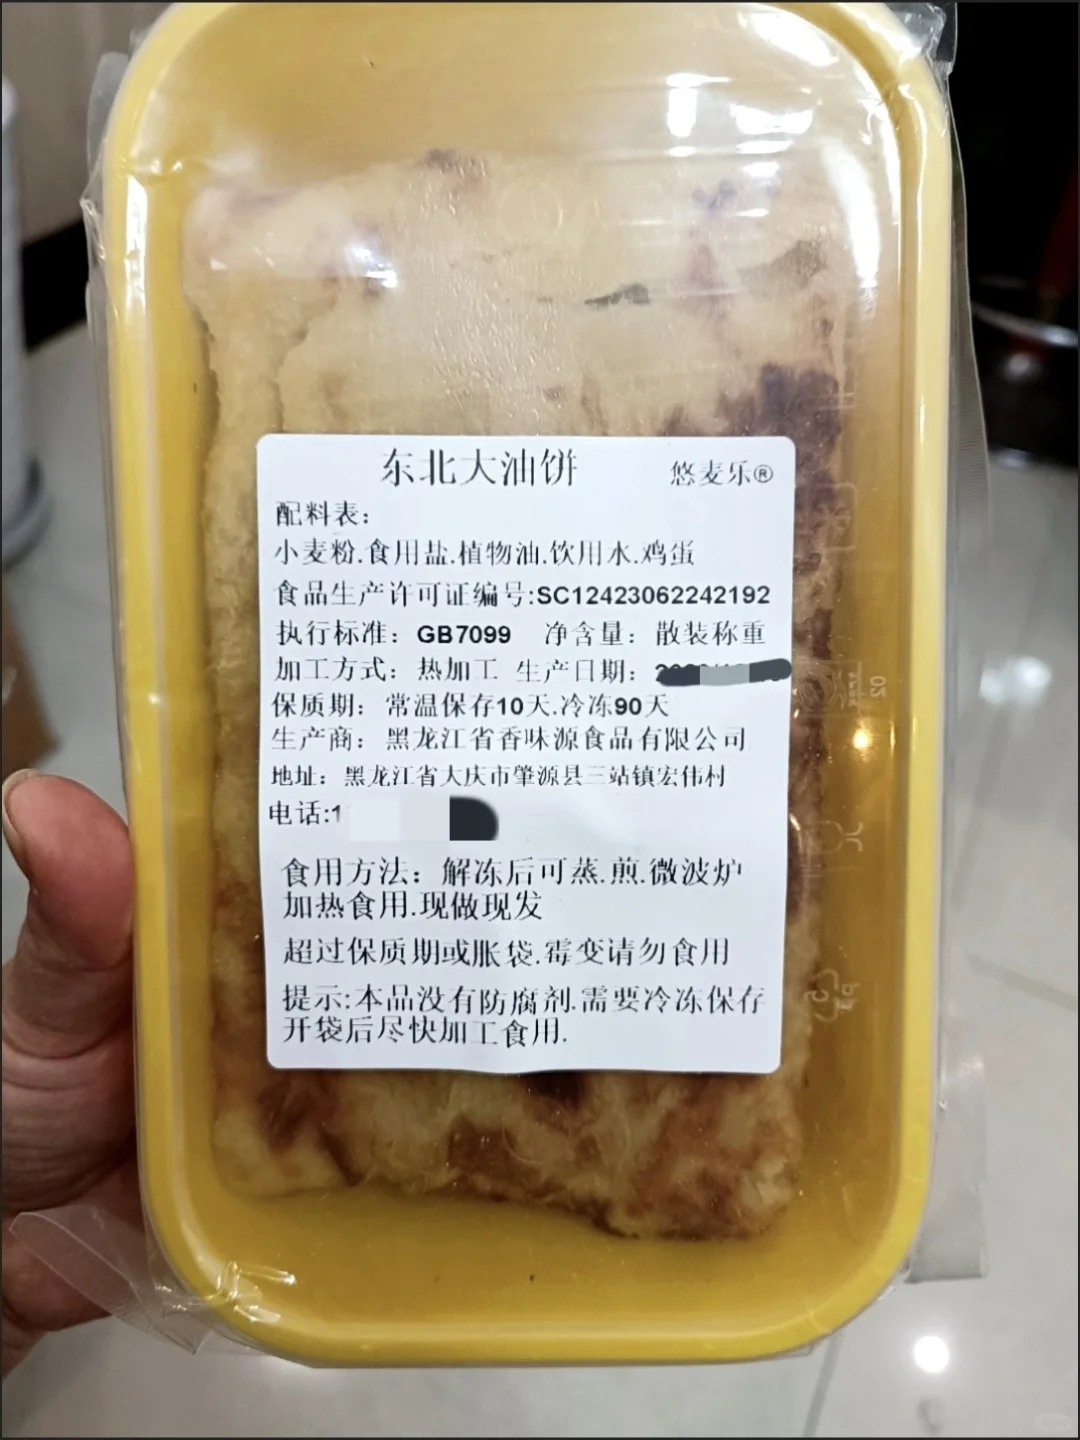 东北大油饼 悠麦乐®
配料表：
小麦粉.食用盐.植物油.饮用水.鸡蛋
食品生产许可证编号:SC12423062242192
执行标准：GB7099 净含量：散装称重
加工方式：热加工 生产日期：
保质期：常温保存10天.冷冻90天
生产商：黑龙江省香味源食品有限公司
地址：黑龙江省大庆市肇源县三站镇宏伟村
电话:1
食用方法：解冻后可蒸.煎.微波炉
加热食用.现做现发
超过保质期或胀袋.霉变请勿食用
提示:本品没有防腐剂.需要冷冻保存
开袋后尽快加工食用.